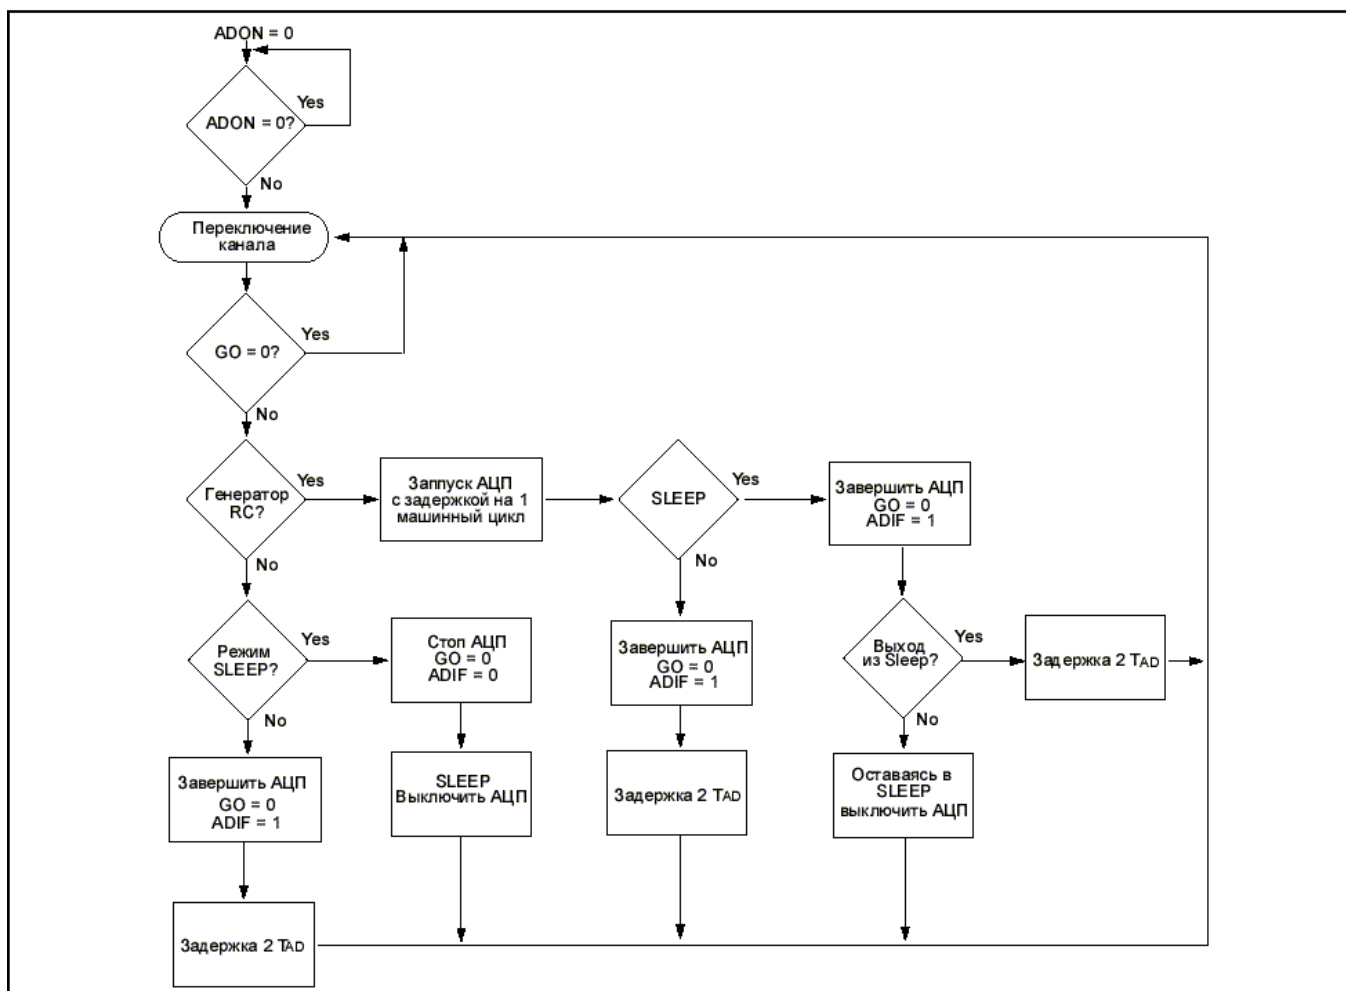 ADON = 0
Yes
ADON = 0?
No
Переключение
канала
Yes
GO = 0?
No
Генератор
RC?
Yes
Заппуск АЦП
с задержкой на 1
машинный цикл
SLEEP
Yes
Завершить АЦП
GO = 0
ADIF = 1
No
No
Режим
SLEEP?
Yes
Стоп АЦП
GO = 0
ADIF = 0
Завершить АЦП
GO = 0
ADIF = 1
Выход
из Sleep?
Yes
Задержка 2 TAD
No
No
Завершить АЦП
GO = 0
ADIF = 1
SLEEP
Выключить АЦП
Задержка 2 TAD
Оставаясь в
SLEEP
выключить АЦП
Задержка 2 TAD